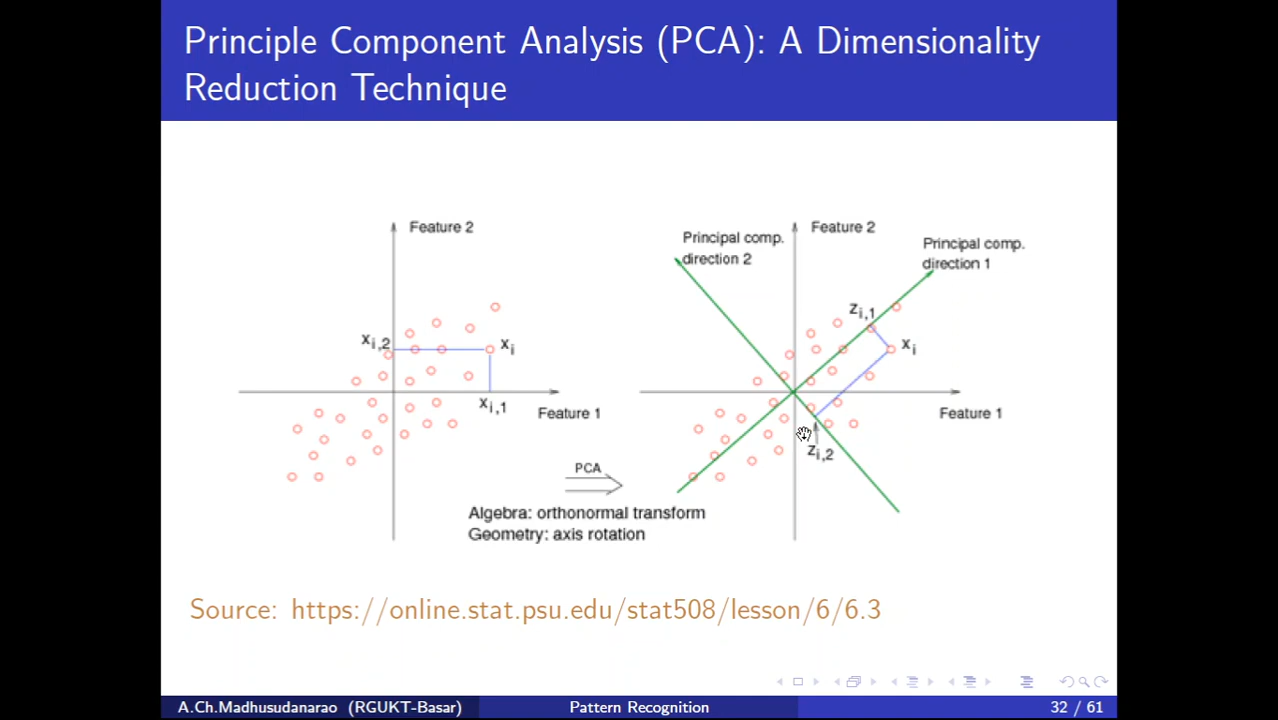 Principle Component Analysis (PCA): A Dimensionality
Reduction Technique
Feature 2
x i,2
x i
x i,1
Feature 1
PCA
Algebra: orthonormal transform
Geometry: axis rotation
Principal comp.
direction 2
Feature 2
Principal comp.
direction 1
z i,1
x i
Feature 1
z i,2
Source: https://online.stat.psu.edu/stat508/lesson/6/6.3
A.Ch.Madhusudanarao (RGUKT-Basar)
Pattern Recognition
32 / 61